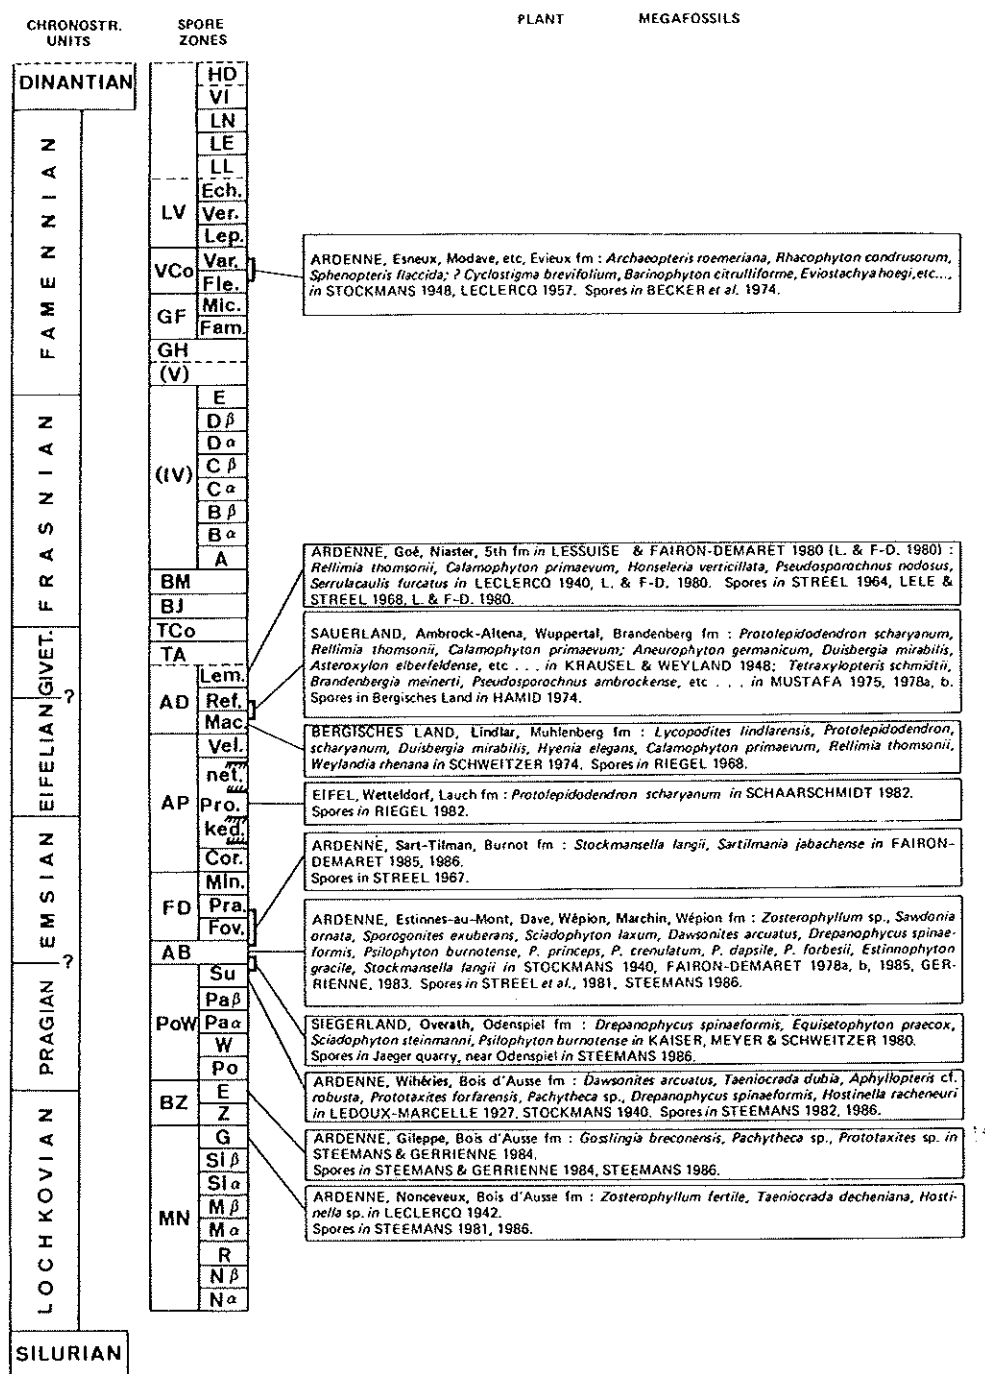 CHRONOSTR.
UNITS
SPORE
ZONES
PLANT MEGAFOSSILS
DINANTIAN
FAMENNIAN
FRASNIAN
GIVET.
?
EIFELIAN
EMSIAN
?
PRAGIAN
LOCHKOVIAN
SILURIAN
HD
VI
LN
LE
LL
LV
Ech.
Ver.
Lep.
VCo
Var.
Fle.
GF
Mic.
Fam.
GH
(V)
(IV)
E
D β
D α
C β
C α
B β
B α
A
BM
BJ
TCo
TA
AD
Lem.
Ref.
Mac.
AP
Vel.
net.
Pro.
ked.
Cor.
FD
Min.
Pra.
Fov.
AB
PoW
Su
Pa β
Pa α
W
Po
BZ
E
Z
MN
G
Si β
Si α
M β
M α
R
N β
N α
ARDENNE, Esneux, Modave, etc, Evieux fm : Archaeopteris roemeriana, Rhacophyton condrusorum,
Sphenopteris flaccida; ? Cyclostigma brevifolium, Barinophyton citrulliforme, Eviostachya hoegi, etc...,
in STOCKMANS 1948, LECLERCQ 1957. Spores in BECKER et al. 1974.
ARDENNE, Goé, Niaster, 5th fm in LESSUISE & FAIRON-DEMARET 1980 (L. & F-D. 1980) :
Rellimia thomsonii, Calamophyton primaevum, Honseleria verticillata, Pseudosporochnus nodosus,
Serrulacaulis furcatus in LECLERCQ 1940, L. & F-D. 1980. Spores in STREEL 1964, LELE &
STREEL 1968, L. & F-D. 1980.
SAUERLAND, Ambrock-Altena, Wuppertal, Brandenberg fm : Protolepidodendron scharyanum,
Rellimia thomsonii, Calamophyton primaevum; Aneurophyton germanicum, Duisbergia mirabilis,
Asteroxylon elberfeldense, etc . . . in KRAUSEL & WEYLAND 1948; Tetraxylopteris schmidtii,
Brandenbergia meinerti, Pseudosporochnus ambrockense, etc . . . in MUSTAFA 1975, 1978a, b.
Spores in Bergisches Land in HAMID 1974.
BERGISCHES LAND, Lindlar, Muhlenberg fm : Lycopodites lindlarensis, Protolepidodendron
scharyanum, Duisbergia mirabilis, Hyenia elegans, Calamophyton primaevum, Rellimia thomsonii,
Weylandia rhenana in SCHWEITZER 1974. Spores in RIEGEL 1968.
EIFEL, Wetteldorf, Lauch fm : Protolepidodendron scharyanum in SCHAARSCHMIDT 1982.
Spores in RIEGEL 1982.
ARDENNE, Sart-Tilman, Burnot fm : Stockmansella langii, Sartilmania jabachense in FAIRON-
DEMARET 1985, 1986.
Spores in STREEL 1967.
ARDENNE, Estinnes-au-Mont, Dave, Wépion, Marchin, Wépion fm : Zosterophyllum sp., Sawdonia
ornata, Sporogonites exuberans, Sciadophyton laxum, Dawsonites arcuatus, Drepanophycus spinae-
formis, Psilophyton burnotense, P. princeps, P. crenulatum, P. dapsile, P. forbesii, Estinnophyton
gracile, Stockmansella langii in STOCKMANS 1940, FAIRON-DEMARET 1978a, b, 1985, GER-
RIENNE, 1983. Spores in STREEL et al., 1981, STEEMANS 1986.
SIEGERLAND, Overath, Odenspiel fm : Drepanophycus spinaeformis, Equisetophyton praecox,
Sciadophyton steinmanni, Psilophyton burnotense in KAISER, MEYER & SCHWEITZER 1980.
Spores in Jaeger quarry, near Odenspiel in STEEMANS 1986.
ARDENNE, Wihéries, Bois d'Ausse fm : Dawsonites arcuatus, Taeniocrada dubia, Aphyllopteris cf.
robusta, Prototaxites forfarensis, Pachytheca sp., Drepanophycus spinaeformis, Hostinella racheneuri
in LEDOUX-MARCELLE 1927, STOCKMANS 1940. Spores in STEEMANS 1982, 1986.
ARDENNE, Gileppe, Bois d'Ausse fm : Gosslingia breconensis, Pachytheca sp., Prototaxites sp. in
STEEMANS & GERRIENNE 1984.
Spores in STEEMANS & GERRIENNE 1984, STEEMANS 1986.
ARDENNE, Nonceveux, Bois d'Ausse fm : Zosterophyllum fertile, Taeniocrada decheniana, Hosti-
nella sp. in LECLERCQ 1942.
Spores in STEEMANS 1981, 1986.